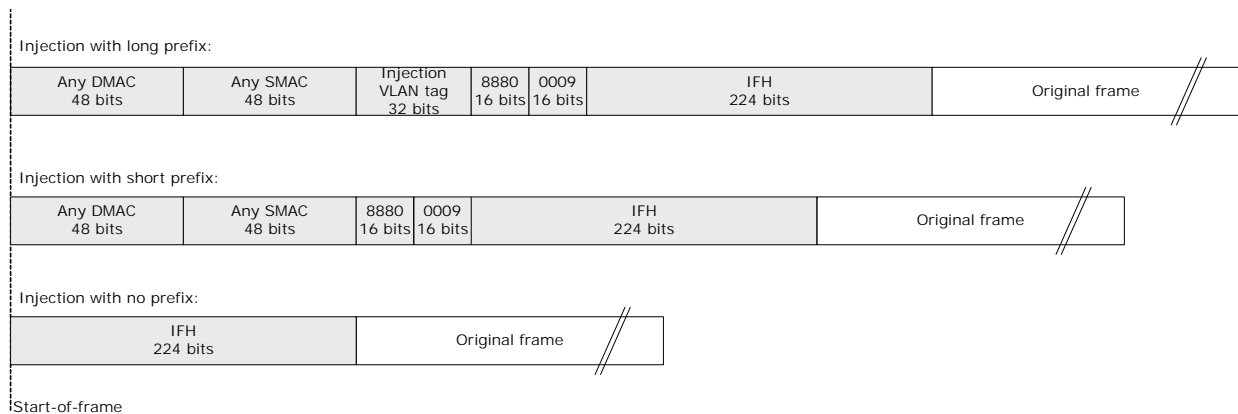 Injection with long prefix:
Any DMAC
48 bits
Any SMAC
48 bits
Injection
VLAN tag
32 bits
8880
16 bits
0009
16 bits
IFH
224 bits
Original frame
Injection with short prefix:
Any DMAC
48 bits
Any SMAC
48 bits
8880
16 bits
0009
16 bits
IFH
224 bits
Original frame
Injection with no prefix:
IFH
224 bits
Original frame
Start-of-frame